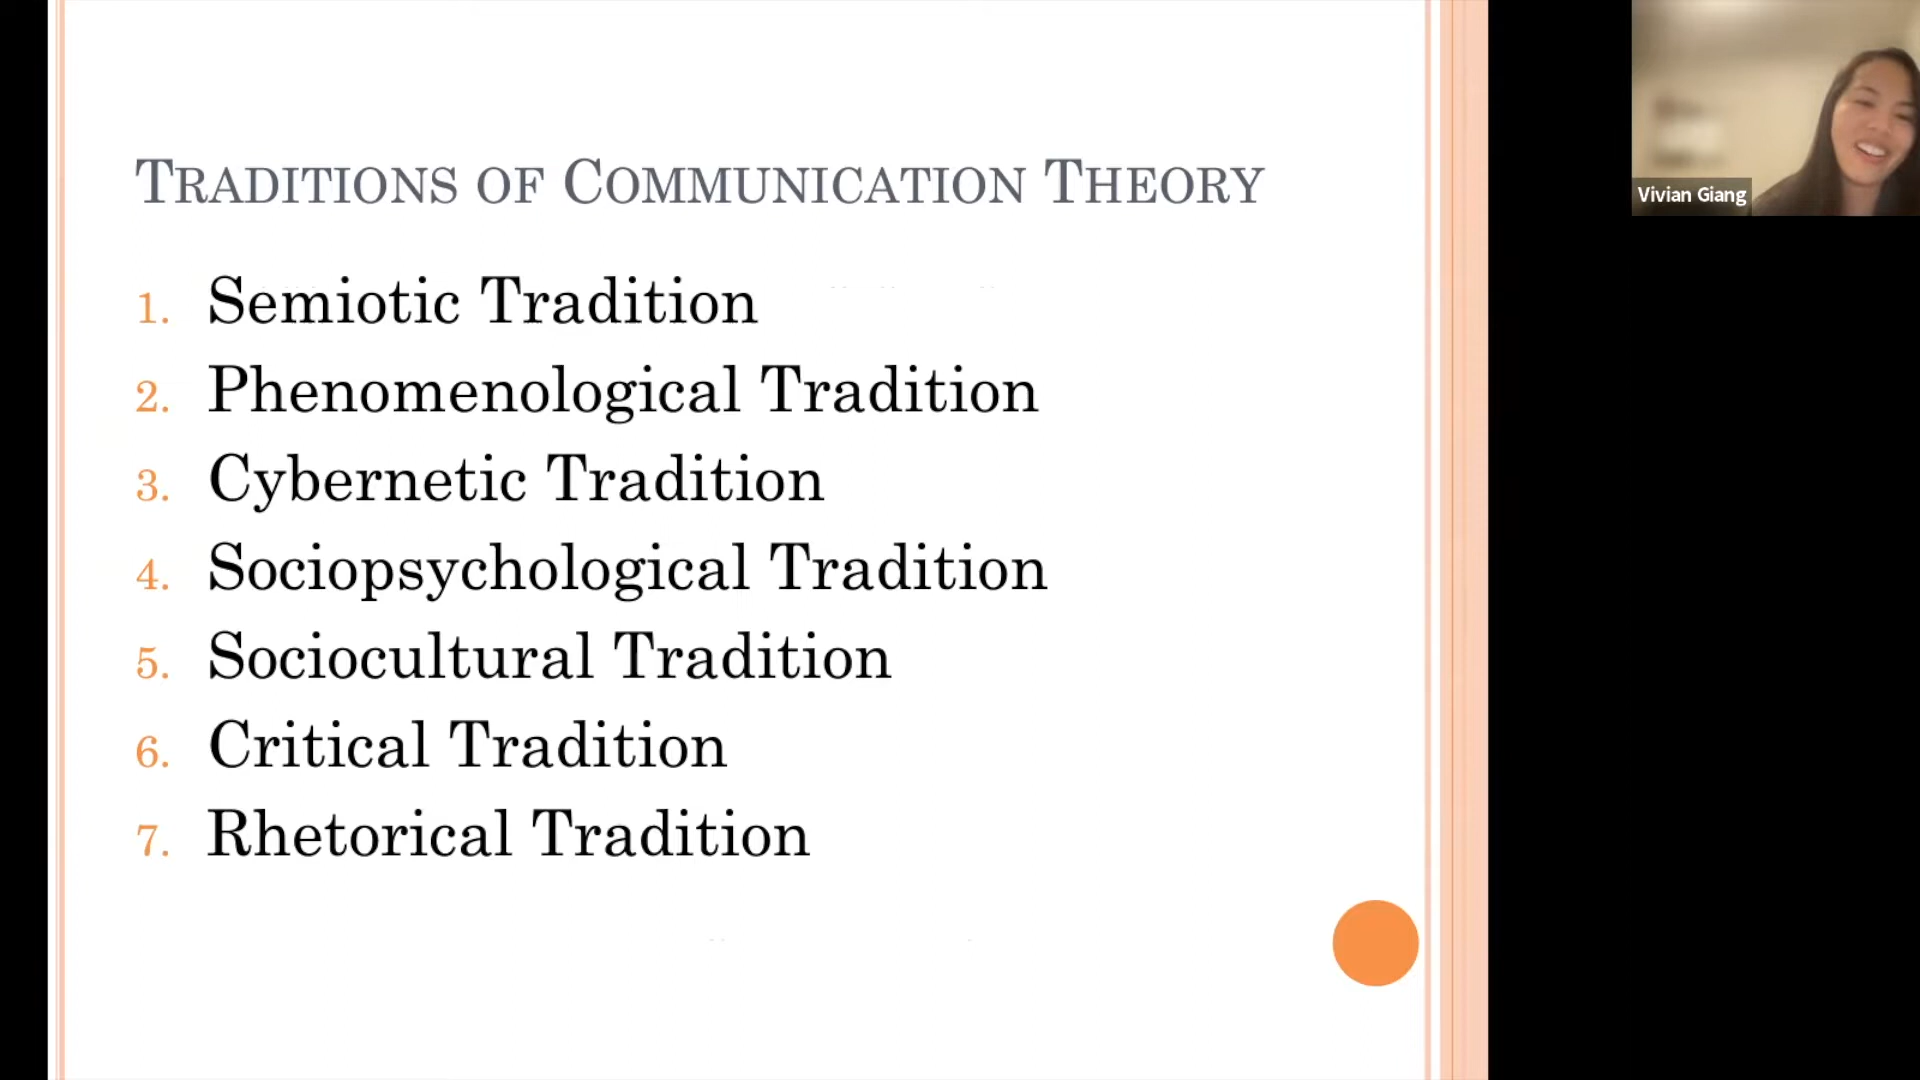 Traditions of Communication Theory
1. Semiotic Tradition
2. Phenomenological Tradition
3. Cybernetic Tradition
4. Sociopsychological Tradition
5. Sociocultural Tradition
6. Critical Tradition
7. Rhetorical Tradition
Vivian Giang